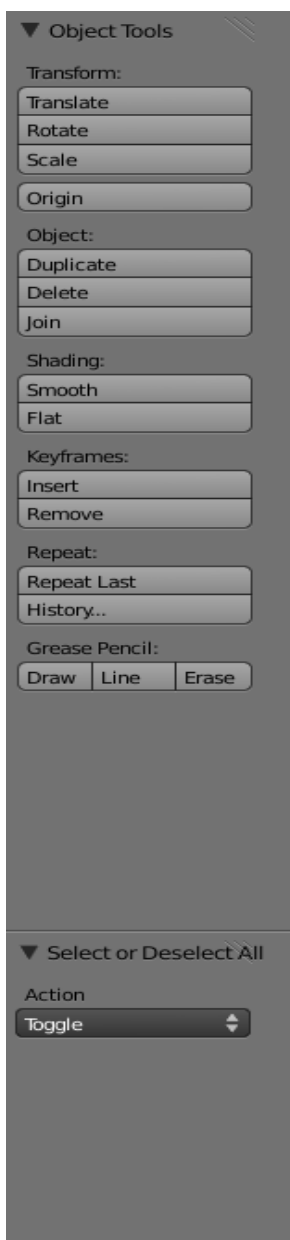 Object Tools
Transform:
Translate
Rotate
Scale
Origin
Object:
Duplicate
Delete
Join
Shading:
Smooth
Flat
Keyframes:
Insert
Remove
Repeat:
Repeat Last
History...
Grease Pencil:
Draw Line Erase
Select or Deselect All
Action
Toggle